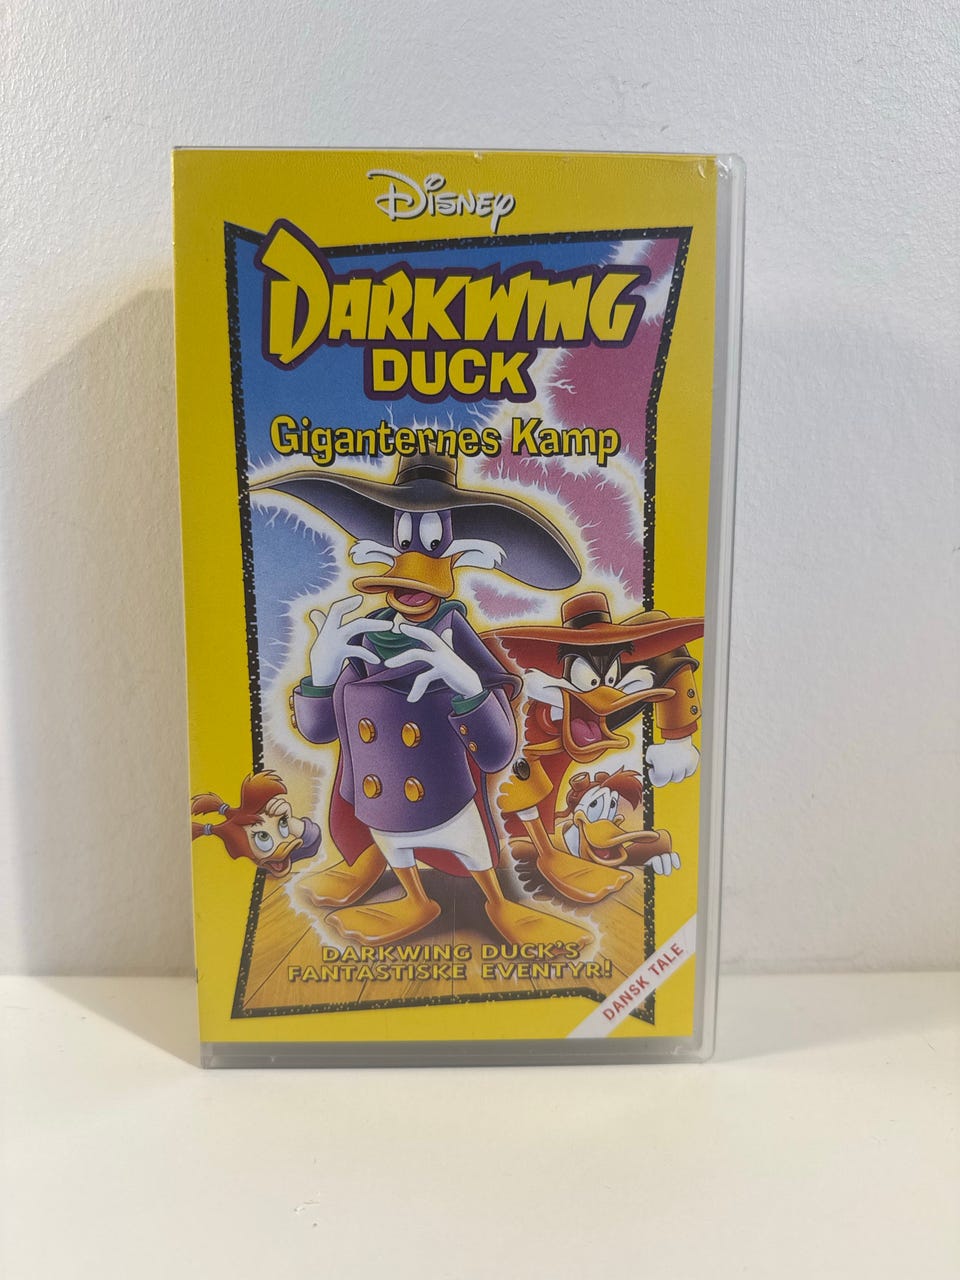 Disney
DARKWING
DUCK
Giganternes Kamp
DARKWING DUCK'S
FANTASTISKE EVENTYR!
DANSK TALE